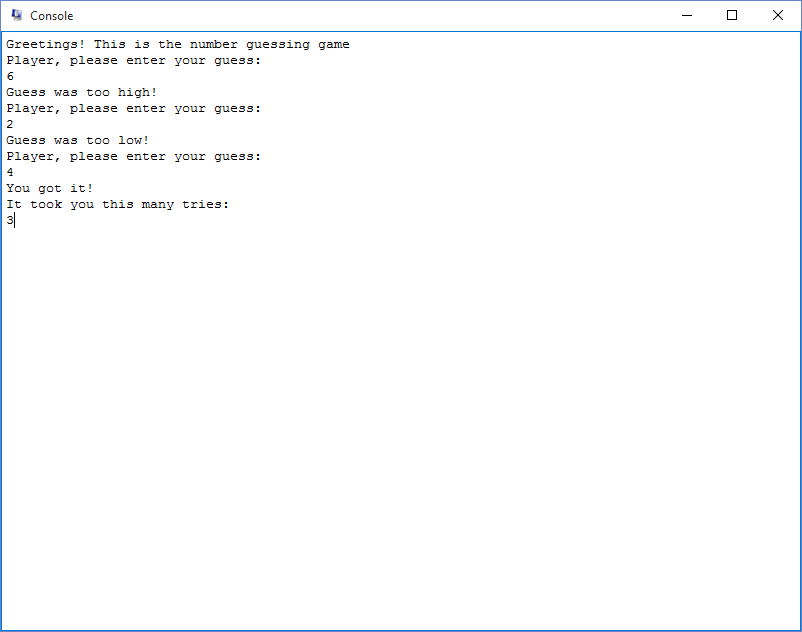 Console
Greetings! This is the number guessing game
Player, please enter your guess:
6
Guess was too high!
Player, please enter your guess:
2
Guess was too low!
Player, please enter your guess:
4
You got it!
It took you this many tries:
3